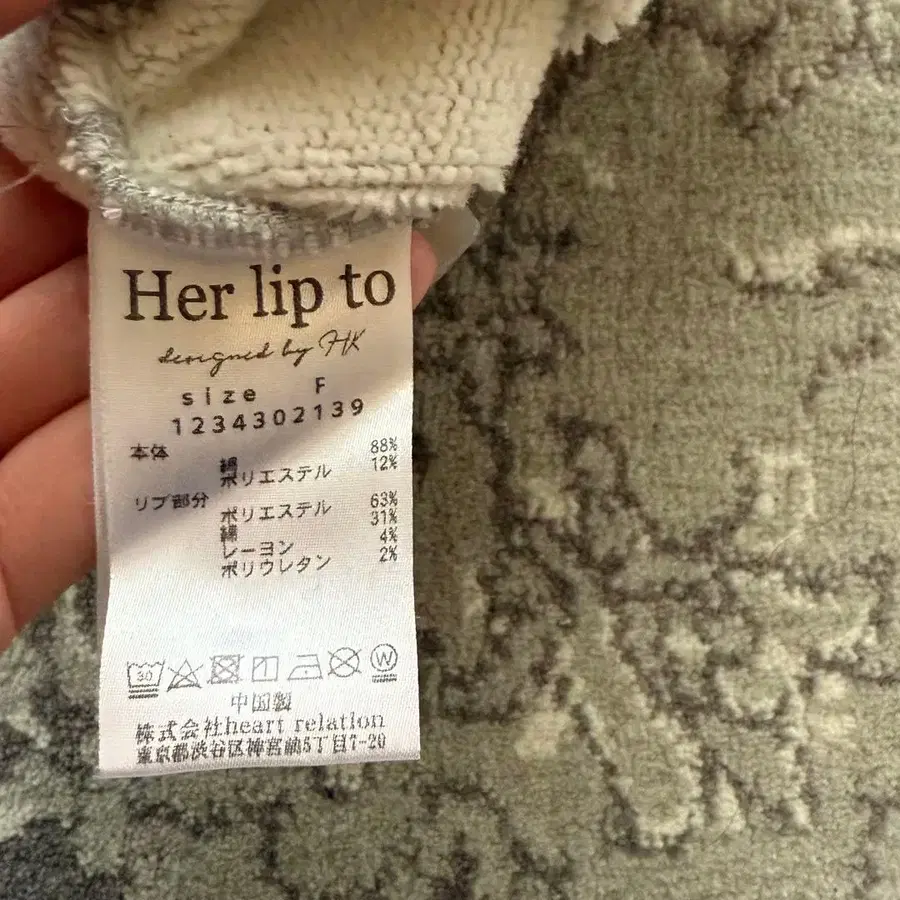 Her lip to
designed by HK
size F
1234302139
本体
綿 88%
ポリエステル 12%
リブ部分
ポリエステル 63%
綿 31%
レーヨン 4%
ポリウレタン 2%
30 W
中国製
株式会社heart relation
東京都渋谷区神宮前5丁目7-20